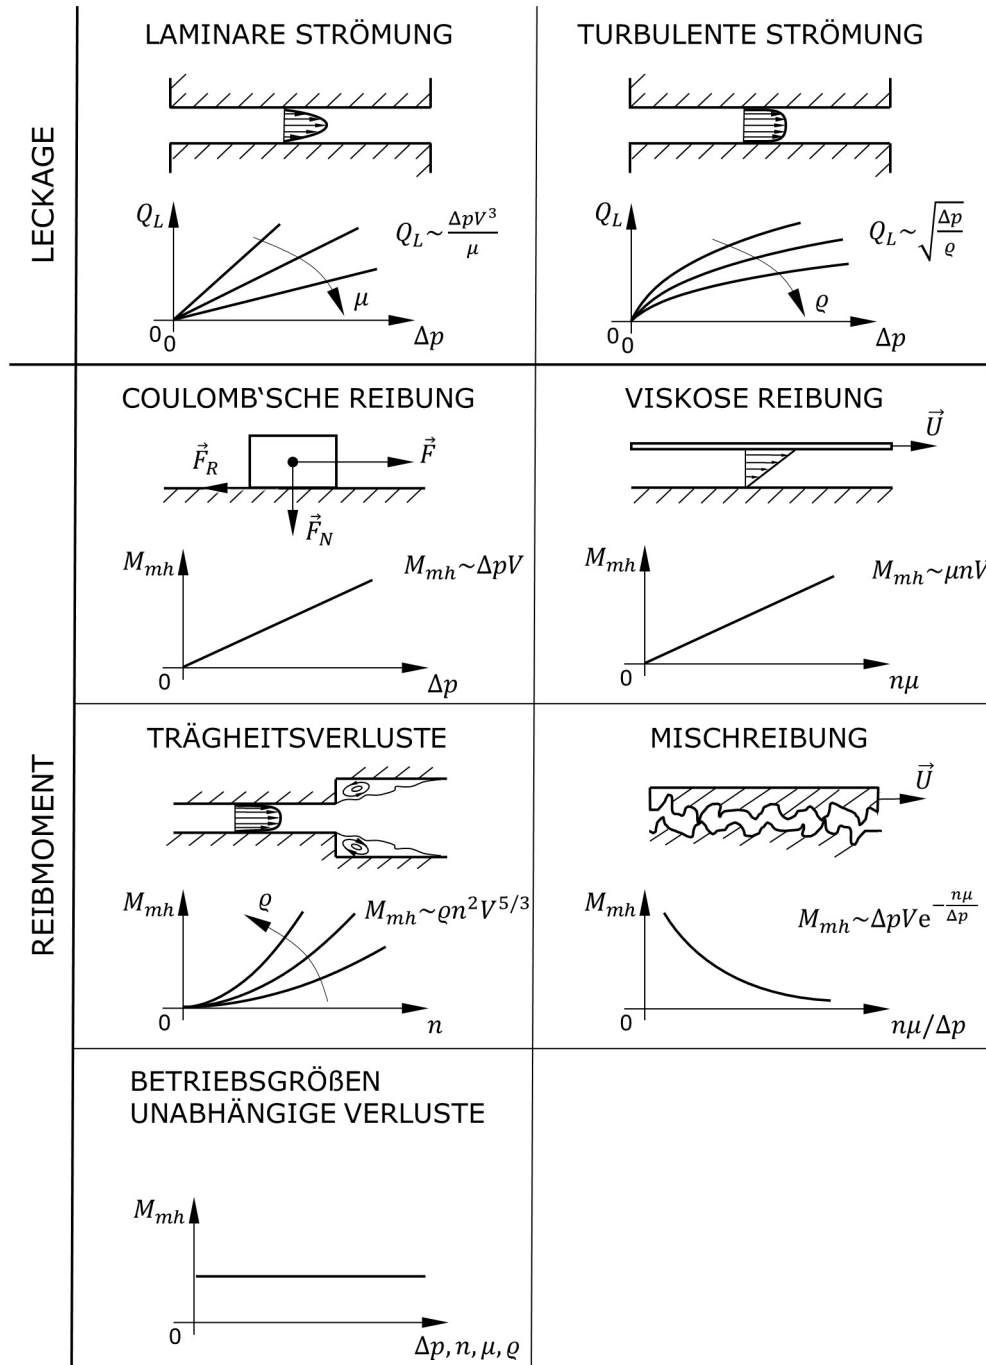 LECKAGE
LAMINARE STRÖMUNG
Q_L
Q_L~ΔpV³/μ
μ
0
0
Δp
TURBULENTE STRÖMUNG
Q_L
Q_L~√(Δp/ϱ)
ϱ
0
0
Δp
REIBMOMENT
COULOMB'SCHE REIBUNG
F⃗_R
F⃗
F⃗_N
M_mh
M_mh~ΔpV
0
Δp
VISKOSE REIBUNG
U⃗
M_mh
M_mh~μnV
0
nμ
TRÄGHEITSVERLUSTE
M_mh
ϱ
M_mh~ϱn²V^5/3
0
n
MISCHREIBUNG
U⃗
M_mh
M_mh~ΔpVe^(-nμ/Δp)
0
nμ/Δp
BETRIEBSGRÖßEN
UNABHÄNGIGE VERLUSTE
M_mh
0
Δp, n, μ, ϱ